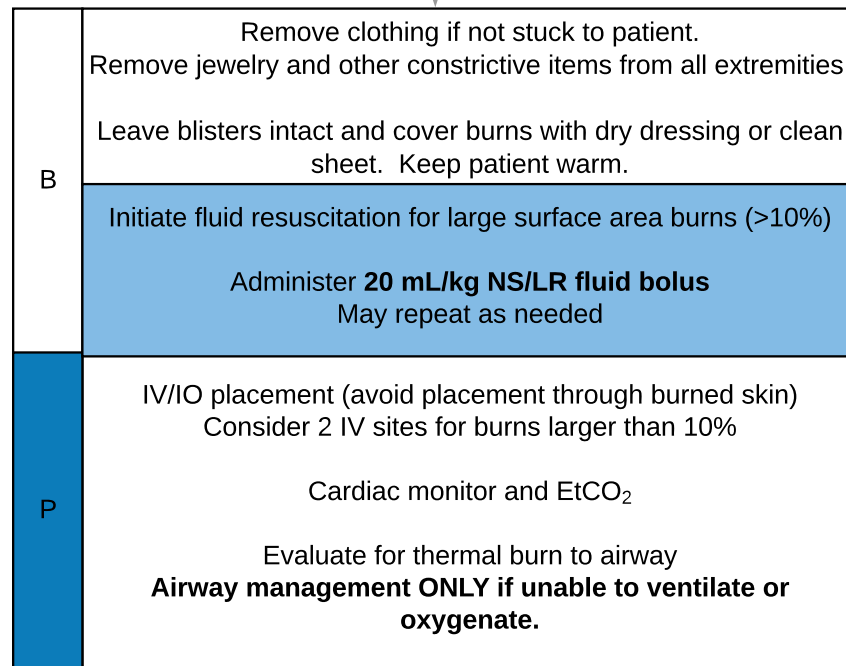 Remove clothing if not stuck to patient.
Remove jewelry and other constrictive items from all extremities
Leave blisters intact and cover burns with dry dressing or clean
sheet.  Keep patient warm.
B
Initiate fluid resuscitation for large surface area burns (>10%)
Administer 20 mL/kg NS/LR fluid bolus
May repeat as needed
IV/IO placement (avoid placement through burned skin)
Consider 2 IV sites for burns larger than 10%
Cardiac monitor and EtCO₂
P
Evaluate for thermal burn to airway
Airway management ONLY if unable to ventilate or
oxygenate.